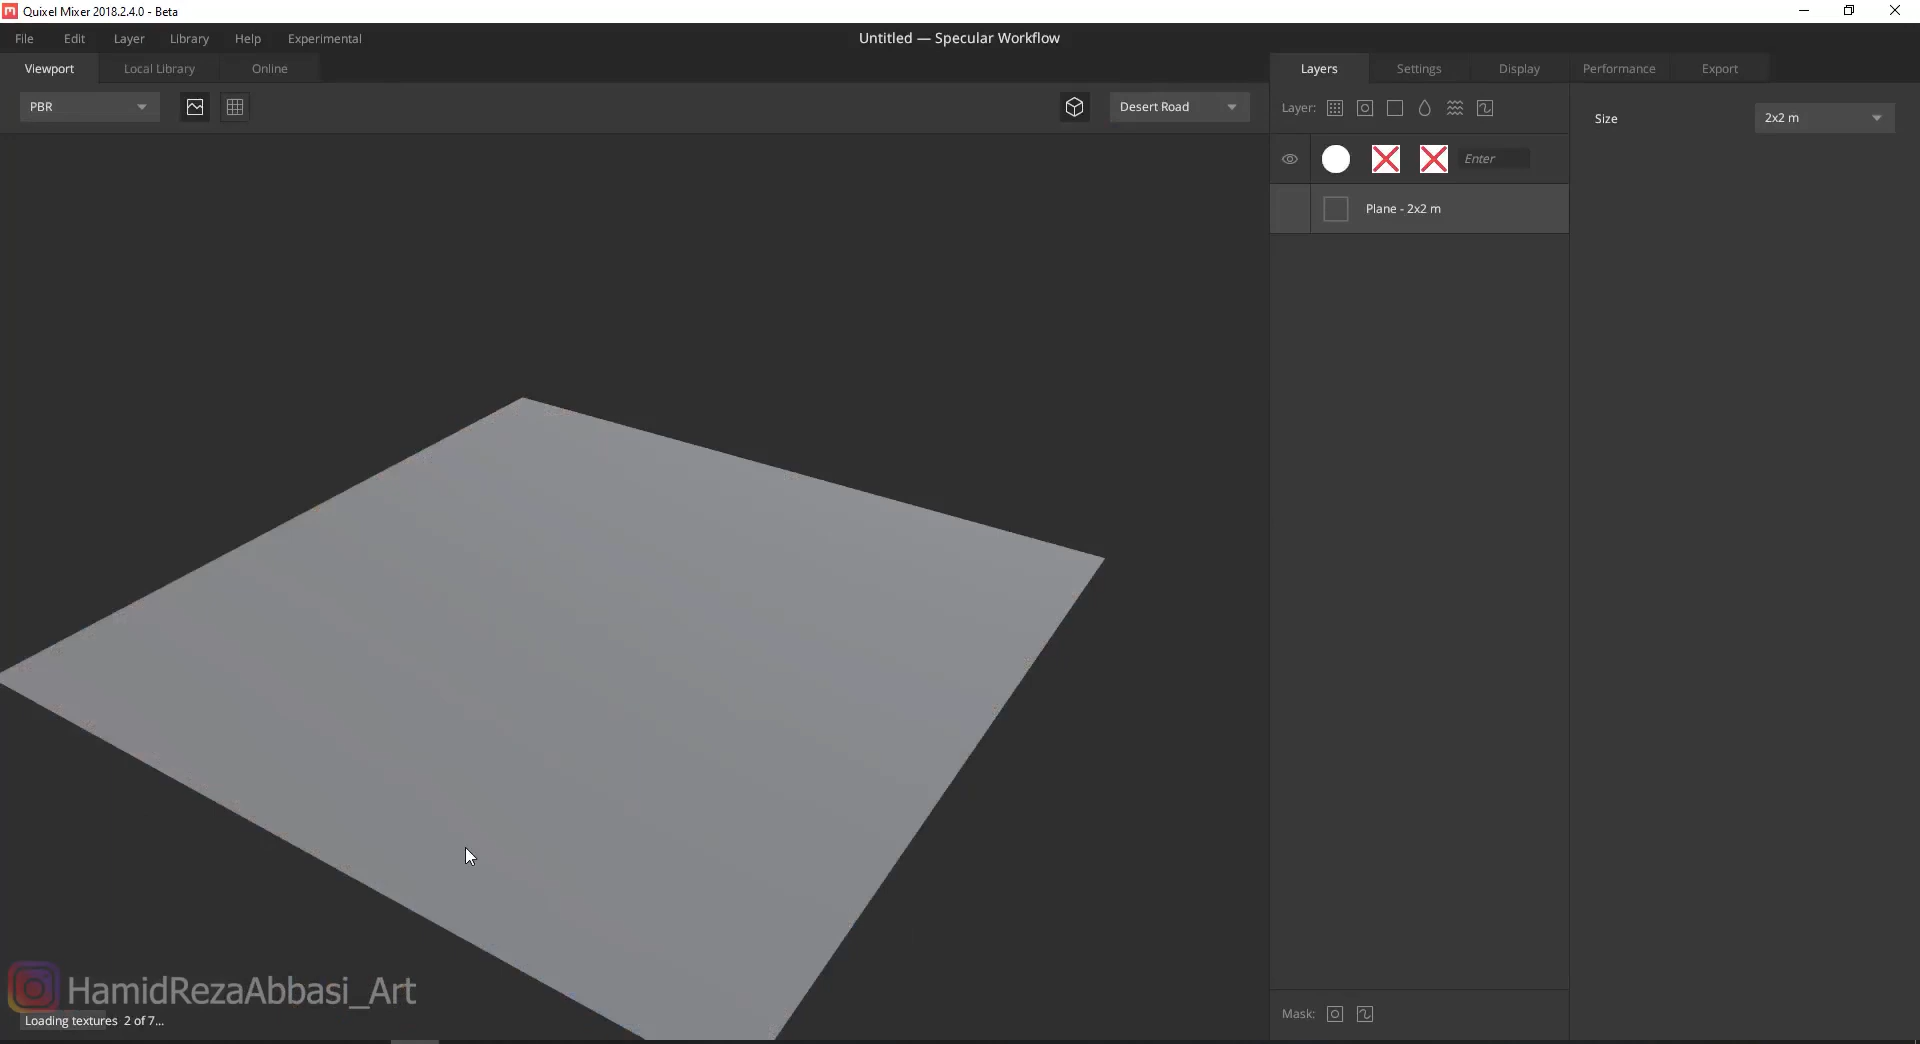 Quixel Mixer 2018.2.4.0 - Beta
File Edit Layer Library Help Experimental
Untitled — Specular Workflow
Viewport Local Library Online
Layers Settings Display Performance Export
PBR
Desert Road
Layer:
Size
2x2 m
Enter
Plane - 2x2 m
HamidRezaAbbasi_Art
Loading textures 2 of 7...
Mask: